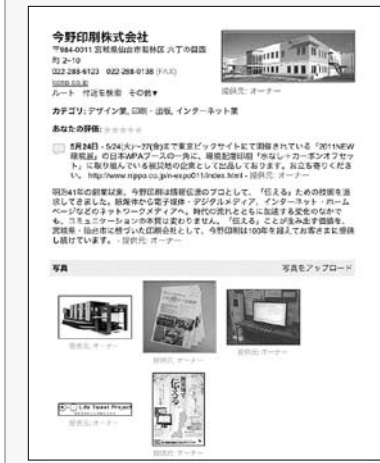 今野印刷株式会社
〒984-0011 宮城県仙台市若林区 六丁の目西
町 2-10
022-288-6123 022-288-0138 (FAX)
konp.co.jp
ルート 付近を検索 その他▼
提供元: オーナー
カテゴリ: デザイン業, 印刷・出版, インターネット業
あなたの評価:
5月24日 - 5/24(火)~27(金)まで東京ビックサイトにて開催されている「2011NEW
環境展」の日本WPAブースの一角に、環境配慮印刷「水なし+カーボンオフセッ
ト」に取り組んでいる被災地の企業として出品しております。お立ち寄りくださ
い。 http://www.nippo.co.jp/n-expo011/index.html - 提供元: オーナー
明治41年の創業以来、今野印刷は情報伝達のプロとして、「伝える」ための技術を追
求してきました。紙媒体から電子媒体・デジタルメディア、インターネット・ホーム
ページなどのネットワークメディアへ。時代の流れとともに加速する変化のなかで
も、コミュニケーションの本質は変わりません。「伝える」ことが生み出す価値を、
宮城県・仙台市に根づいた印刷会社として、今野印刷は100年を超えてお客さまに提供
し続けています。 - 提供元: オーナー
写真 写真をアップロード
提供元: オーナー
提供元: オーナー
提供元: オーナー
Life Tweet Project
提供元: オーナー
伝える
提供元: オーナー